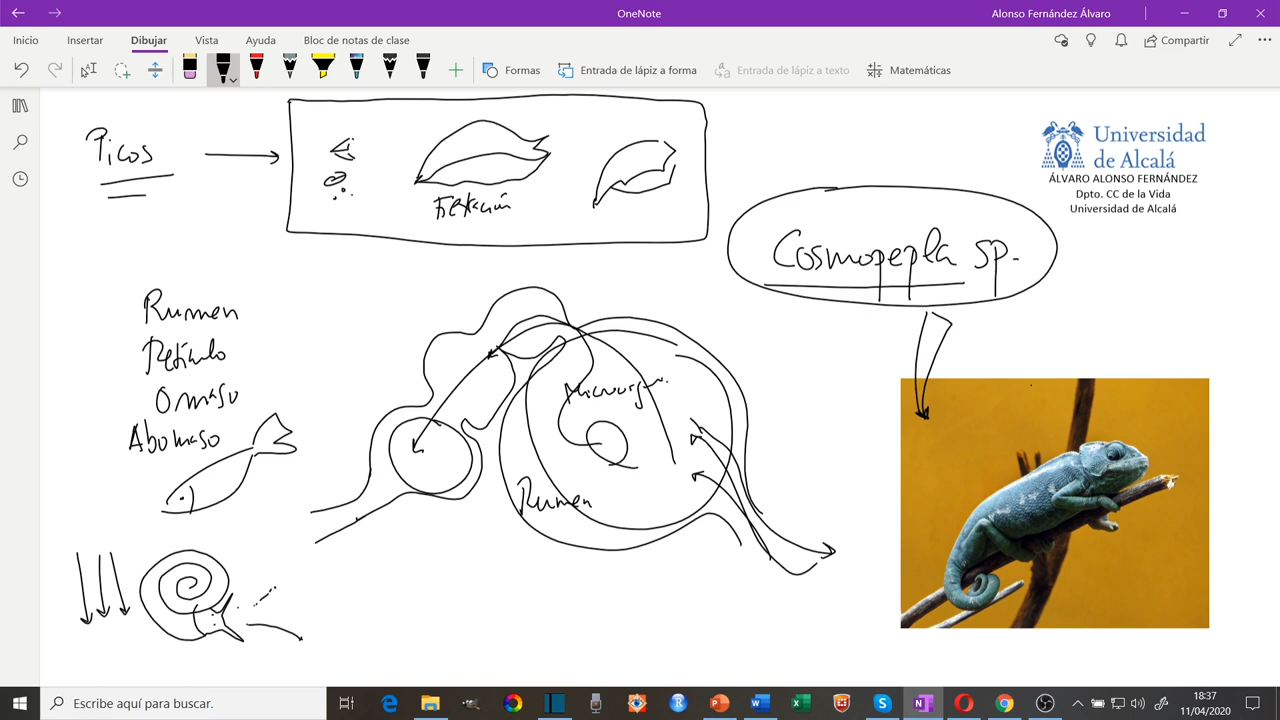 OneNote
Alonso Fernández Álvaro
Inicio
Insertar
Dibujar
Vista
Ayuda
Bloc de notas de clase
Compartir
Formas
Entrada de lápiz a forma
Entrada de lápiz a texto
Matemáticas
Picos
Filtración
Universidad
de Alcalá
ÁLVARO ALONSO FERNÁNDEZ
Dpto. CC de la Vida
Universidad de Alcalá
Cosmopepla sp.
Rumen
Retículo
Omaso
Abomaso
Microorg.
Rumen
Escribe aquí para buscar.
18:37
11/04/2020